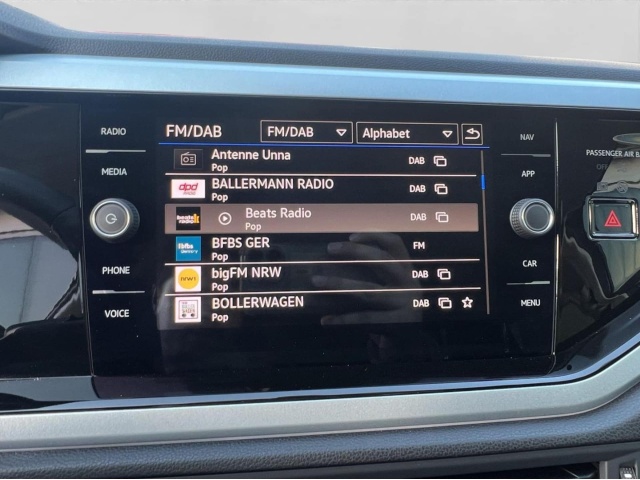 RADIO
MEDIA
PHONE
VOICE
FM/DAB
FM/DAB
Alphabet
Antenne Unna
Pop
DAB
BALLERMANN RADIO
Pop
DAB
Beats Radio
Pop
DAB
BFBS GER
Pop
FM
bigFM NRW
Pop
DAB
BOLLERWAGEN
Pop
DAB
NAV
APP
CAR
MENU
PASSENGER AIR B